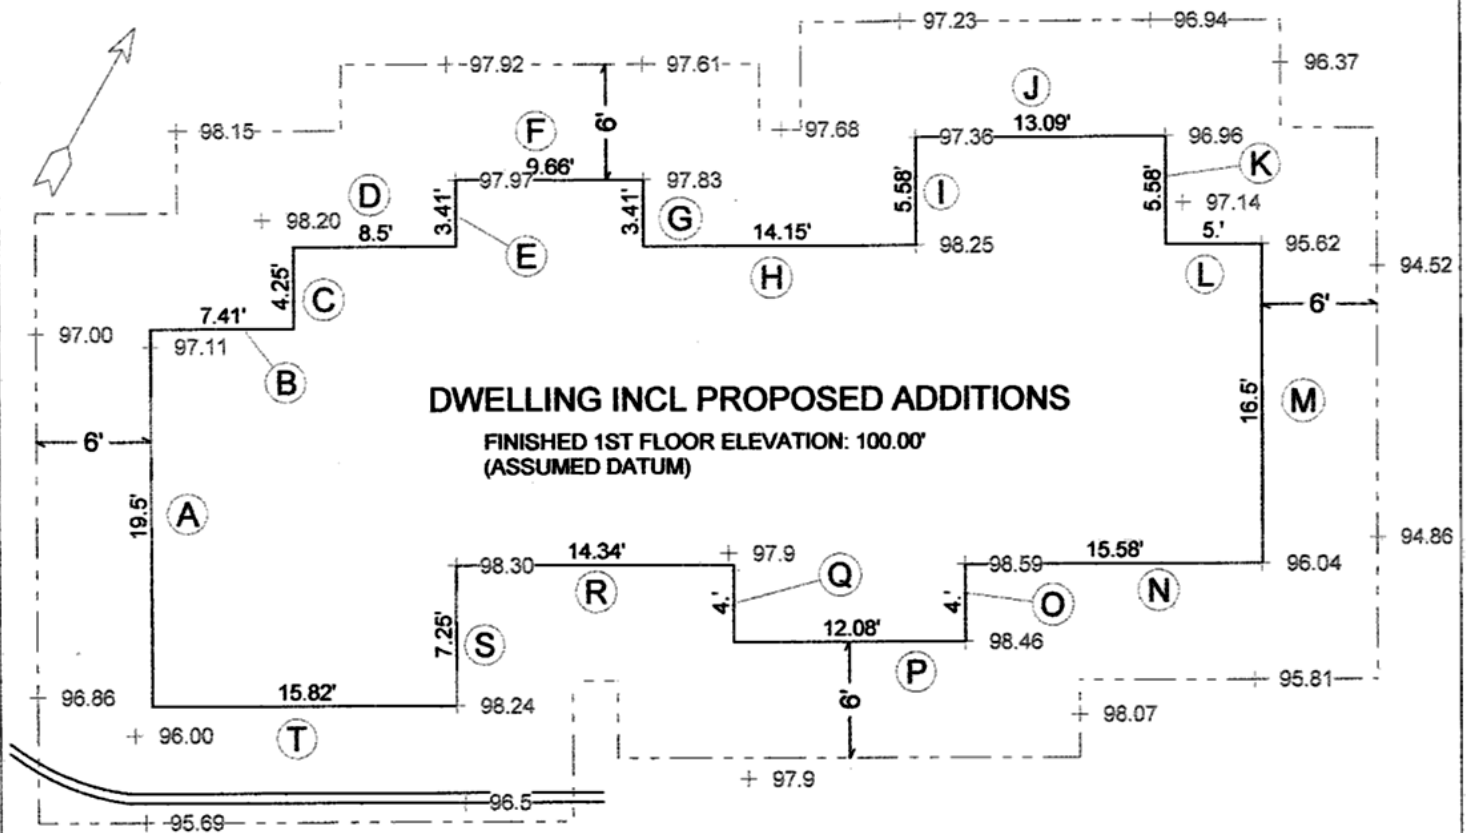 97.23 96.94
97.92 97.61 96.37
J
98.15 F 6' 97.68 97.36 13.09' 96.96
K
9.66'
D 97.97 97.83 5.58' I 5.58' 97.14
98.20 3.41' 3.41' G
8.5' 14.15' 98.25 5.' 95.62
E 94.52
4.25' C H L
7.41' 6'
97.00 97.11
B
DWELLING INCL PROPOSED ADDITIONS
16.5' M
6' FINISHED 1ST FLOOR ELEVATION: 100.00'
(ASSUMED DATUM)
19.5' A
94.86
98.30 14.34' 97.9 98.59 15.58' 96.04
Q
R 4.' 4.' O N
7.25' S 12.08' 98.46
P
96.86 15.82' 98.24 6' 95.81
96.00 T 98.07
97.9
96.5
95.69